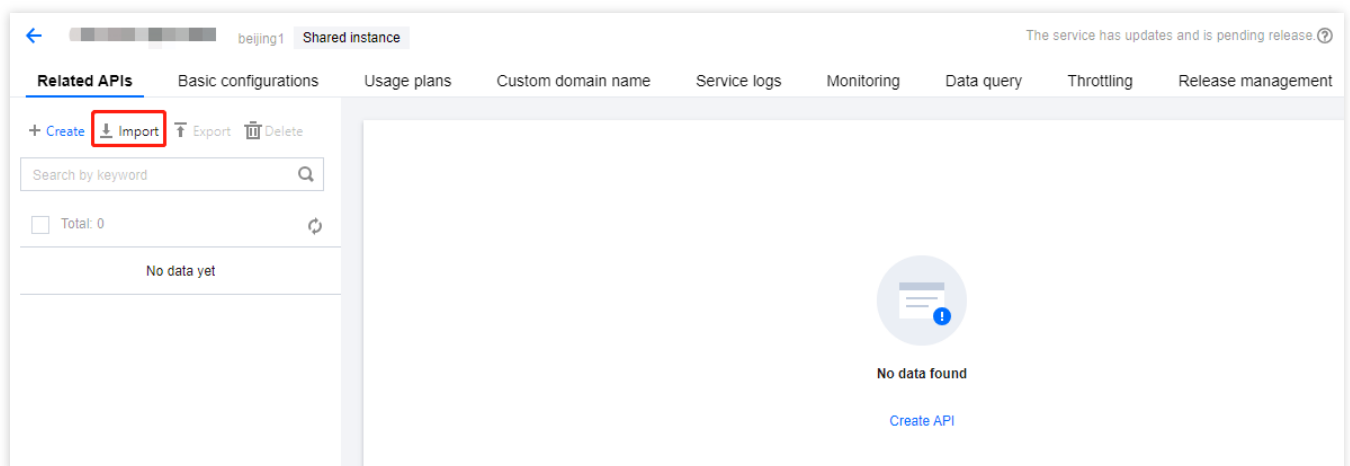 beijing1 Shared instance The service has updates and is pending release.
Related APIs Basic configurations Usage plans Custom domain name Service logs Monitoring Data query Throttling Release management
+ Create Import Export Delete
Search by keyword
Total: 0
No data yet
No data found
Create API